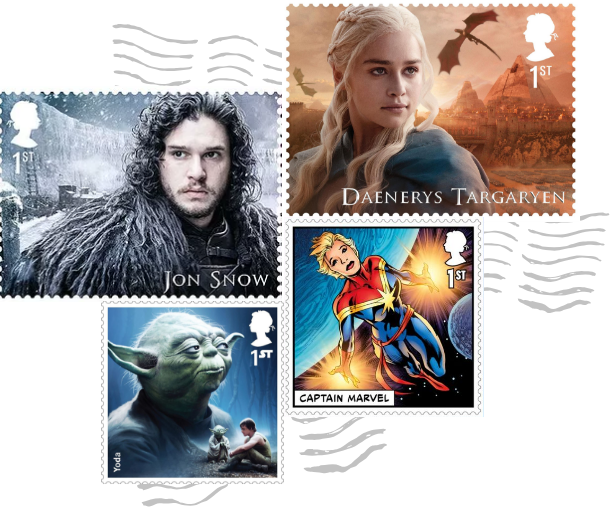 1ST
DAENERYS TARGARYEN
1ST
JON SNOW
1ST
CAPTAIN MARVEL
1ST
Yoda